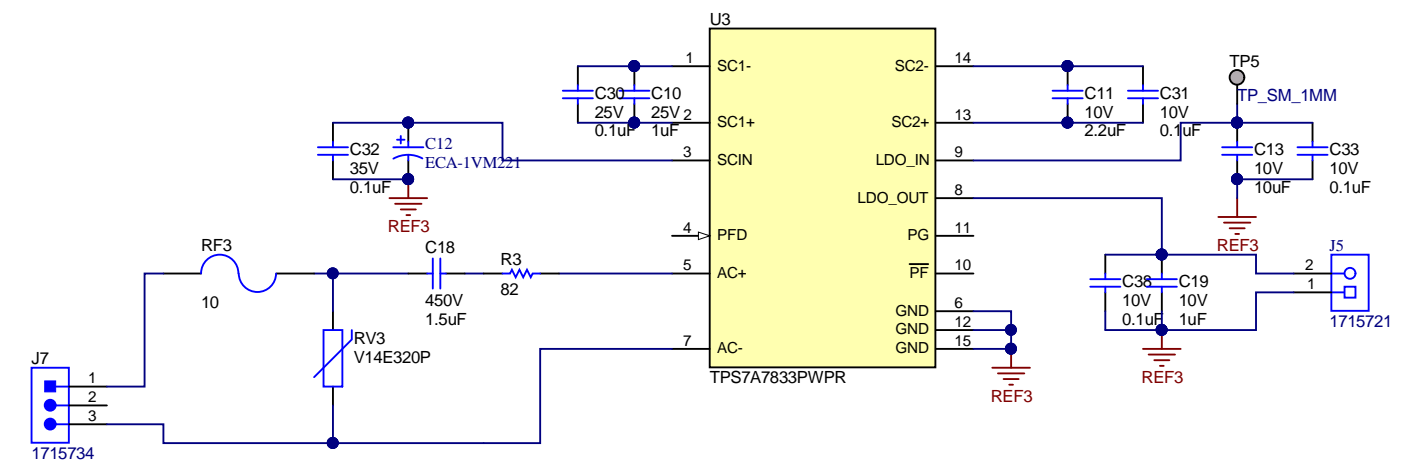 U3
1
SC1-
2
SC1+
3
SCIN
4
PFD
5
AC+
7
AC-
14
SC2-
13
SC2+
9
LDO_IN
8
LDO_OUT
11
PG
10
PF
6
GND
12
GND
15
GND
TPS7A7833PWPR
C30
25V
0.1uF
C10
25V
1uF
C32
35V
0.1uF
C12
ECA-1VM221
REF3
C11
10V
2.2uF
C31
10V
0.1uF
TP5
TP_SM_1MM
C13
10V
10uF
C33
10V
0.1uF
REF3
RF3
10
C18
450V
1.5uF
R3
82
RV3
V14E320P
J7
1
2
3
1715734
REF3
C38
10V
0.1uF
C19
10V
1uF
REF3
J5
2
1
1715721